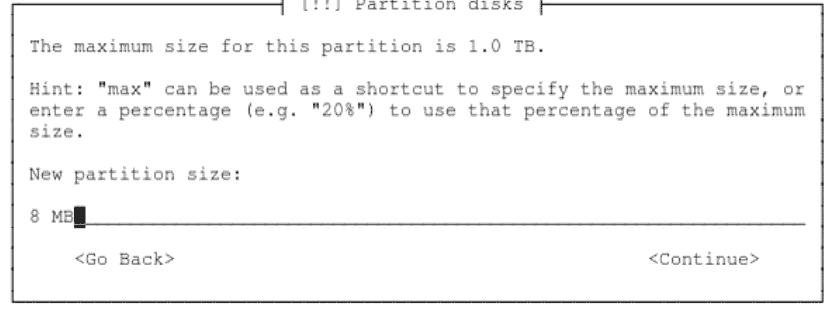 [!!] Partition disks
The maximum size for this partition is 1.0 TB.
Hint: "max" can be used as a shortcut to specify the maximum size, or
enter a percentage (e.g. "20%") to use that percentage of the maximum
size.
New partition size:
8 MB
<Go Back> <Continue>